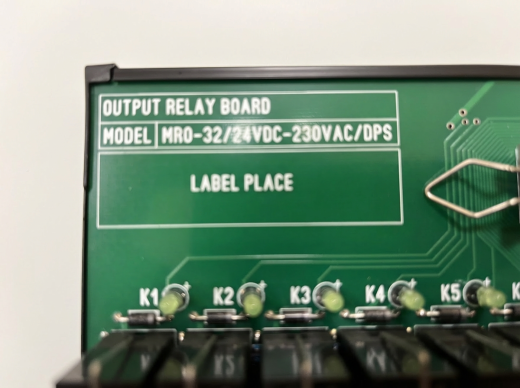 OUTPUT RELAY BOARD
MODEL MRO-32/24VDC-230VAC/DPS
LABEL PLACE
K1 K2 K3 K4 K5